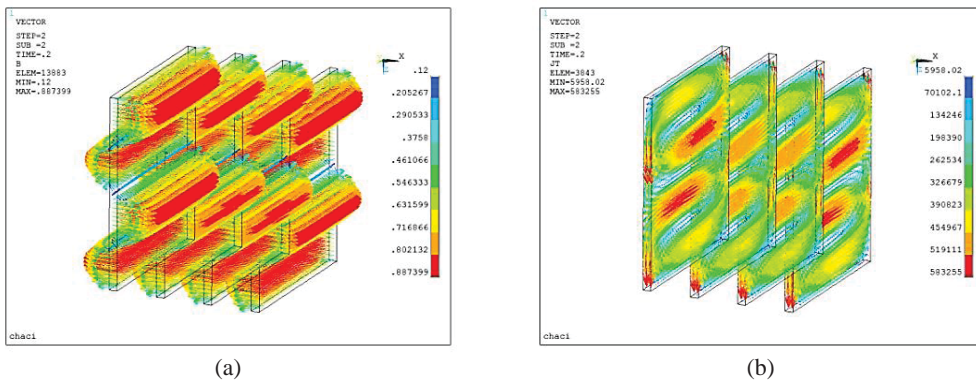 1
VECTOR
STEP=2
SUB =2
TIME=.2
B
ELEM=13883
MIN=.12
MAX=.887399
X
.12
.205267
.290533
.3758
.461066
.546333
.631599
.716866
.802132
.887399
chaci
(a)
1
VECTOR
STEP=2
SUB =2
TIME=.2
JT
ELEM=3843
MIN=5958.02
MAX=583255
X
5958.02
70102.1
134246
198390
262534
326679
390823
454967
519111
583255
chaci
(b)